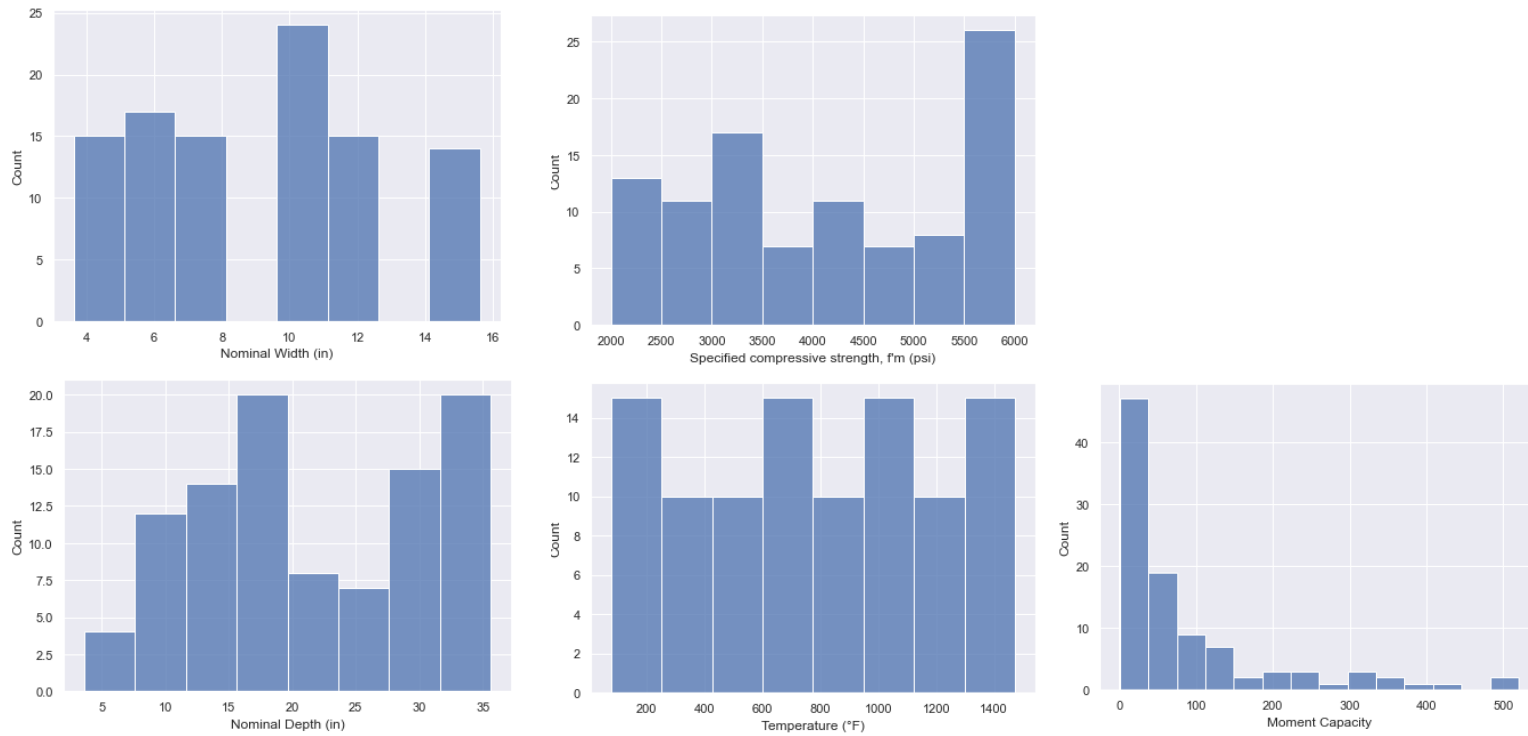 25
20
15
10
5
0
Count
4 6 8 10 12 14 16
Nominal Width (in)
25
20
15
10
5
0
Count
2000 2500 3000 3500 4000 4500 5000 5500 6000
Specified compressive strength, f'm (psi)
20.0
17.5
15.0
12.5
10.0
7.5
5.0
2.5
0.0
Count
5 10 15 20 25 30 35
Nominal Depth (in)
14
12
10
8
6
4
2
0
Count
200 400 600 800 1000 1200 1400
Temperature (°F)
40
30
20
10
0
Count
0 100 200 300 400 500
Moment Capacity